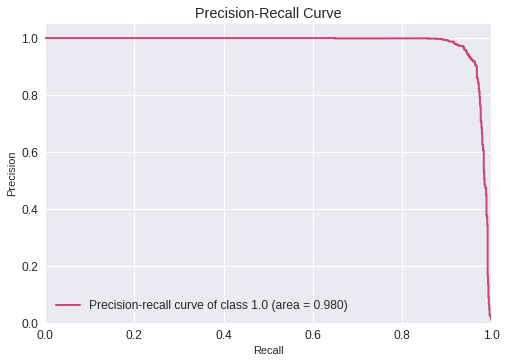 Precision-Recall Curve
1.0
0.8
0.6
0.4
0.2
0.0
Precision
Precision-recall curve of class 1.0 (area = 0.980)
0.0 0.2 0.4 0.6 0.8 1.0
Recall